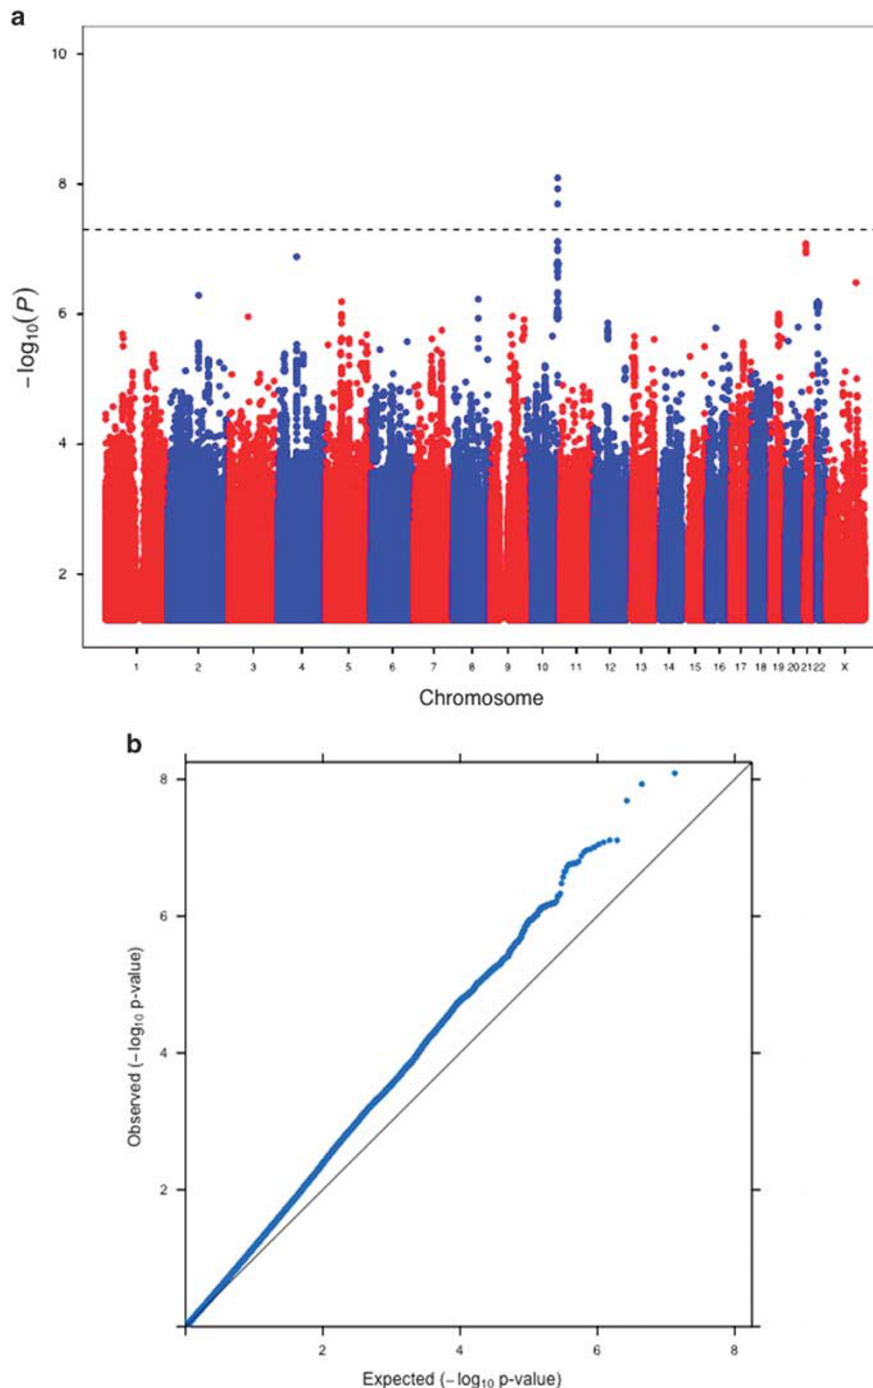 a
10
8
6
4
2
−log₁₀(P)
1 2 3 4 5 6 7 8 9 10 11 12 13 14 15 16 17 18 19 20 21 22 X
Chromosome
b
8
6
4
2
Observed (−log₁₀ p-value)
2 4 6 8
Expected (−log₁₀ p-value)